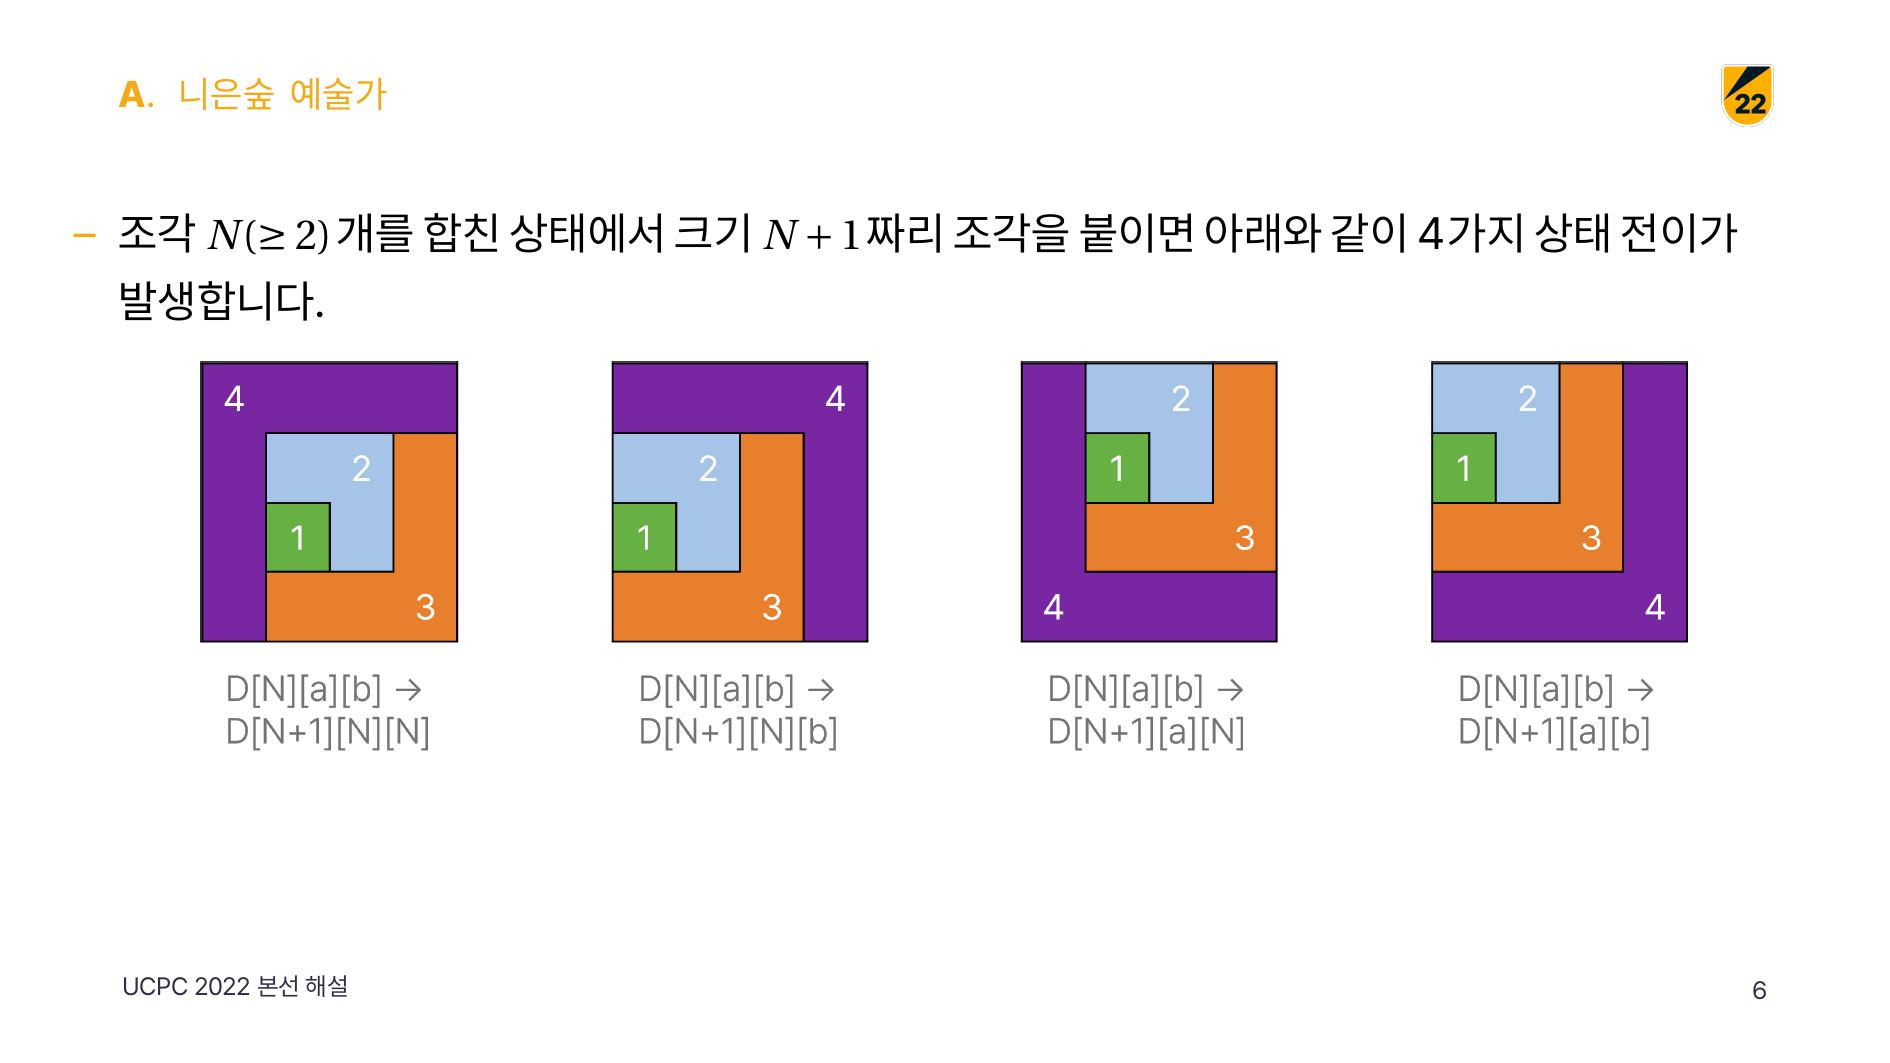 A. 니은숲 예술가
22
– 조각 N(≥ 2)개를 합친 상태에서 크기 N + 1짜리 조각을 붙이면 아래와 같이 4가지 상태 전이가
발생합니다.
4
2
1
3
4
2
1
3
2
1
3
4
2
1
3
4
D[N][a][b] →
D[N+1][N][N]
D[N][a][b] →
D[N+1][N][b]
D[N][a][b] →
D[N+1][a][N]
D[N][a][b] →
D[N+1][a][b]
UCPC 2022 본선 해설
6